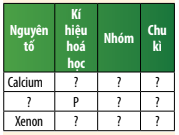 Nguyên tố | Kí hiệu hoá học | Nhóm | Chu kì
Calcium | ? | ? | ?
? | P | ? | ?
Xenon | ? | ? | ?